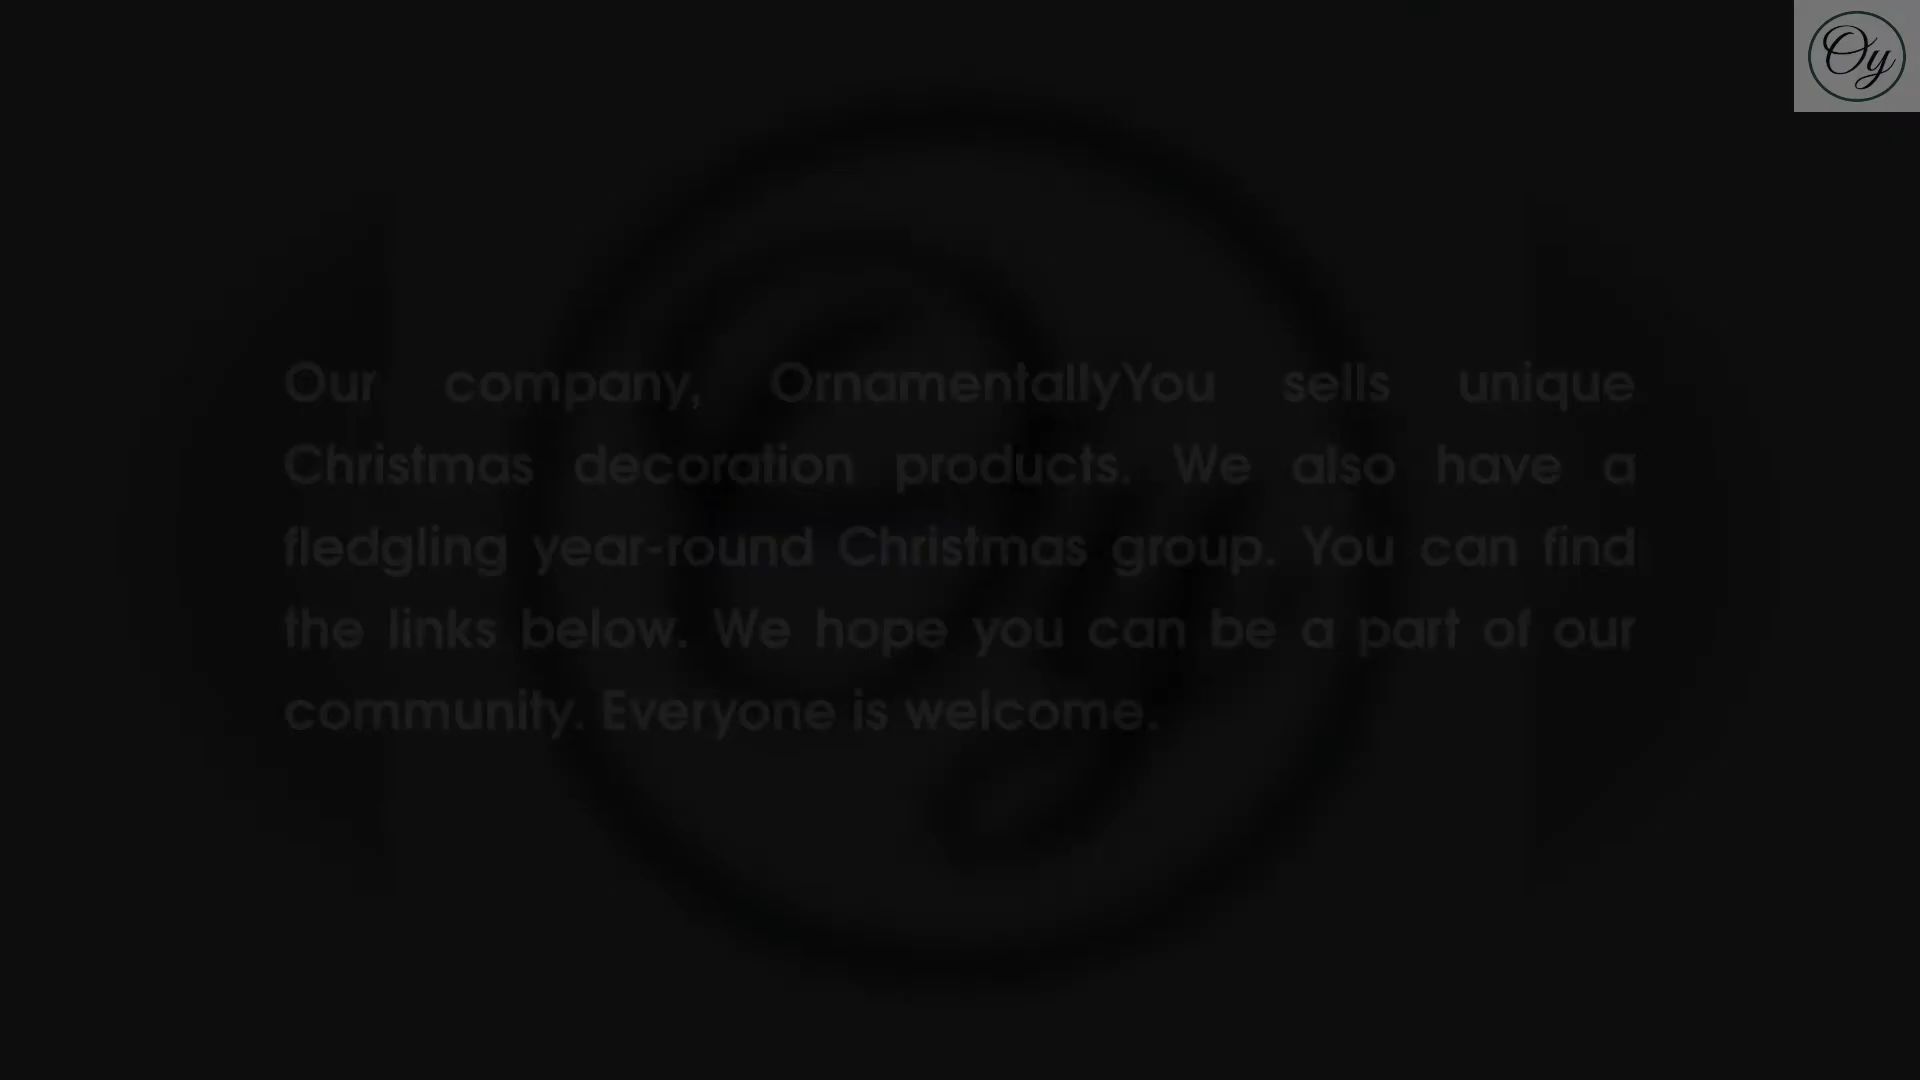 Oy
Our company, OrnamentallyYou sells unique
Christmas decoration products. We also have a
fledgling year-round Christmas group. You can find
the links below. We hope you can be a part of our
community. Everyone is welcome.